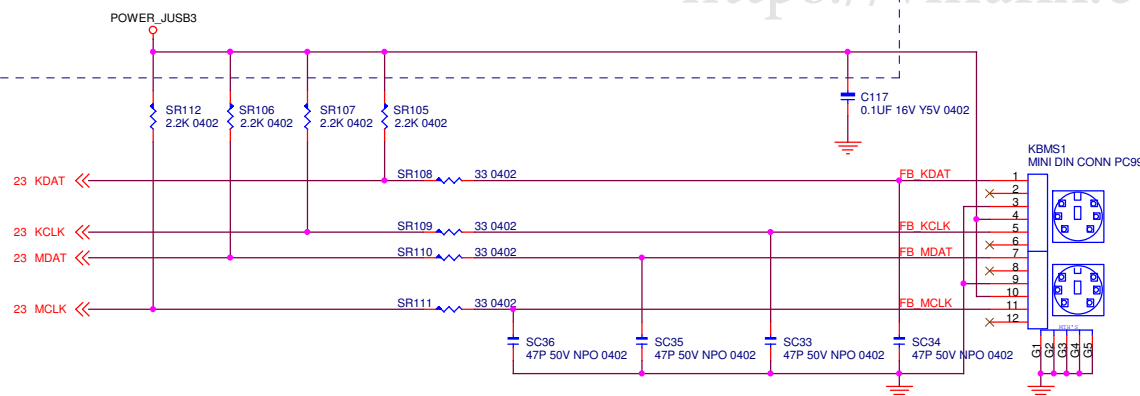 https://vinafix.c
POWER_JUSB3
SR112
2.2K 0402
SR106
2.2K 0402
SR107
2.2K 0402
SR105
2.2K 0402
C117
0.1UF 16V Y5V 0402
KBMS1
MINI DIN CONN PC99
23 KDAT
SR108 33 0402
FB_KDAT
1
2
3
4
23 KCLK
SR109 33 0402
FB_KCLK
5
6
23 MDAT
SR110 33 0402
FB_MDAT
7
8
9
10
23 MCLK
SR111 33 0402
FB_MCLK
11
12
SC36
47P 50V NPO 0402
SC35
47P 50V NPO 0402
SC33
47P 50V NPO 0402
SC34
47P 50V NPO 0402
G1
G2
G3
G4
G5